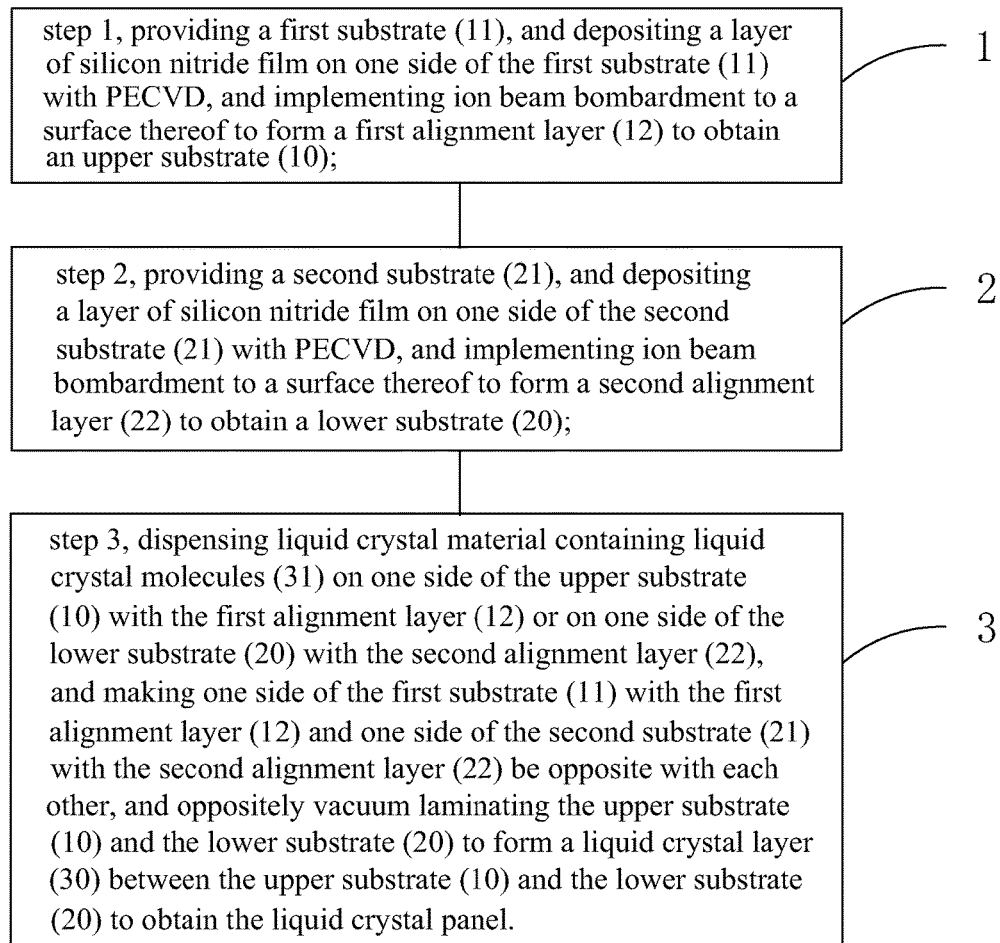 step 1, providing a first substrate (11), and depositing a layer
of silicon nitride film on one side of the first substrate (11)
with PECVD, and implementing ion beam bombardment to a
surface thereof to form a first alignment layer (12) to obtain
an upper substrate (10);
1
step 2, providing a second substrate (21), and depositing
a layer of silicon nitride film on one side of the second
substrate (21) with PECVD, and implementing ion beam
bombardment to a surface thereof to form a second alignment
layer (22) to obtain a lower substrate (20);
2
step 3, dispensing liquid crystal material containing liquid
crystal molecules (31) on one side of the upper substrate
(10) with the first alignment layer (12) or on one side of the
lower substrate (20) with the second alignment layer (22),
and making one side of the first substrate (11) with the first
alignment layer (12) and one side of the second substrate (21)
with the second alignment layer (22) be opposite with each
other, and oppositely vacuum laminating the upper substrate
(10) and the lower substrate (20) to form a liquid crystal layer
(30) between the upper substrate (10) and the lower substrate
(20) to obtain the liquid crystal panel.
3